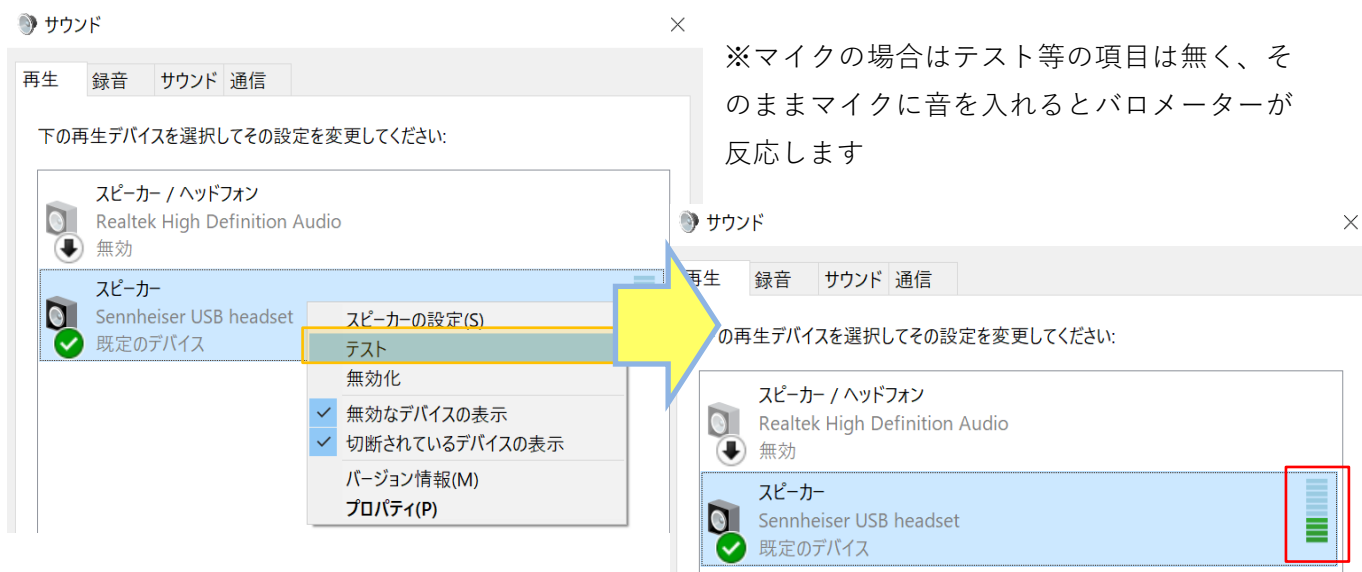 サウンド
再生 録音 サウンド 通信
下の再生デバイスを選択してその設定を変更してください:
スピーカー / ヘッドフォン
Realtek High Definition Audio
無効
スピーカー
Sennheiser USB headset
既定のデバイス
スピーカーの設定(S)
テスト
無効化
無効なデバイスの表示
切断されているデバイスの表示
バージョン情報(M)
プロパティ(P)
※マイクの場合はテスト等の項目は無く、そ
のままマイクに音を入れるとバロメーターが
反応します
サウンド
再生 録音 サウンド 通信
の再生デバイスを選択してその設定を変更してください:
スピーカー / ヘッドフォン
Realtek High Definition Audio
無効
スピーカー
Sennheiser USB headset
既定のデバイス